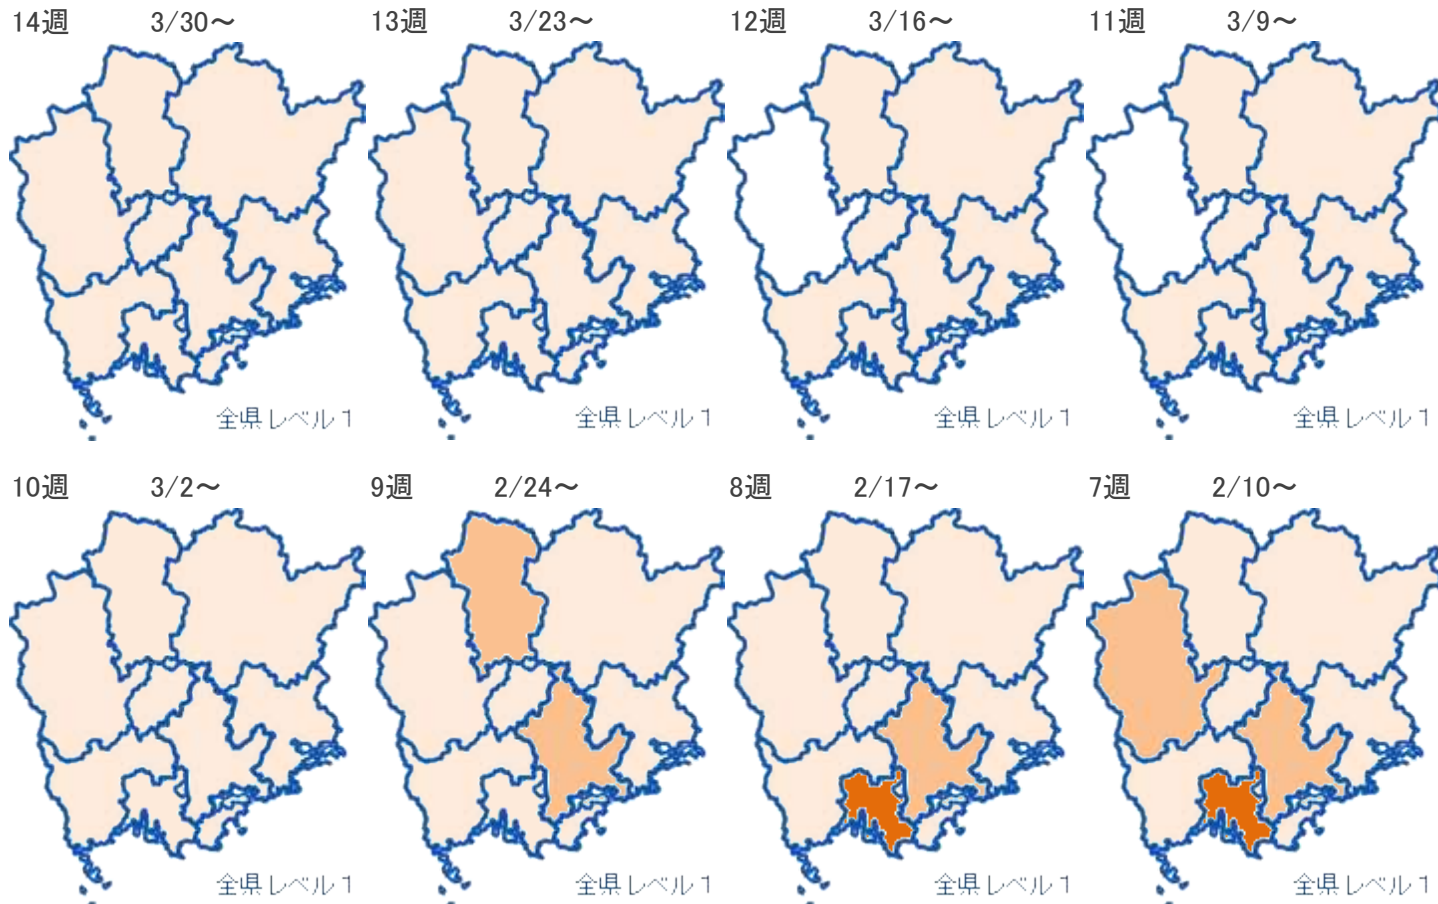 14週 3/30～
13週 3/23～
12週 3/16～
11週 3/9～
全県レベル1
全県レベル1
全県レベル1
全県レベル1
10週 3/2～
9週 2/24～
8週 2/17～
7週 2/10～
全県レベル1
全県レベル1
全県レベル1
全県レベル1